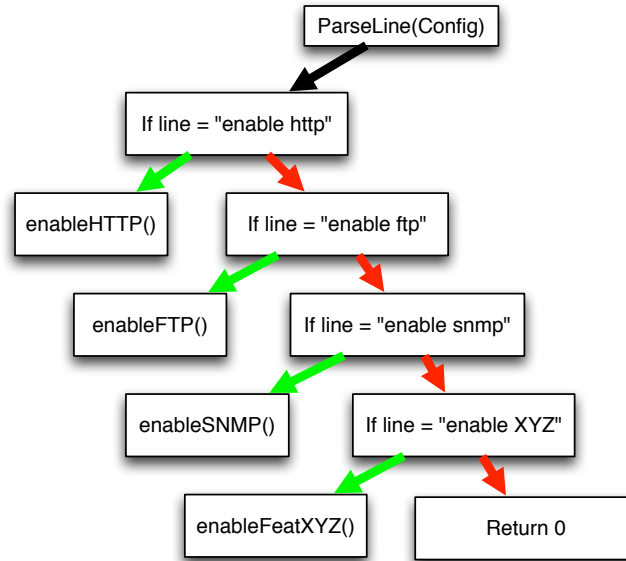 ParseLine(Config)
If line = "enable http"
enableHTTP()
If line = "enable ftp"
enableFTP()
If line = "enable snmp"
enableSNMP()
If line = "enable XYZ"
enableFeatXYZ()
Return 0